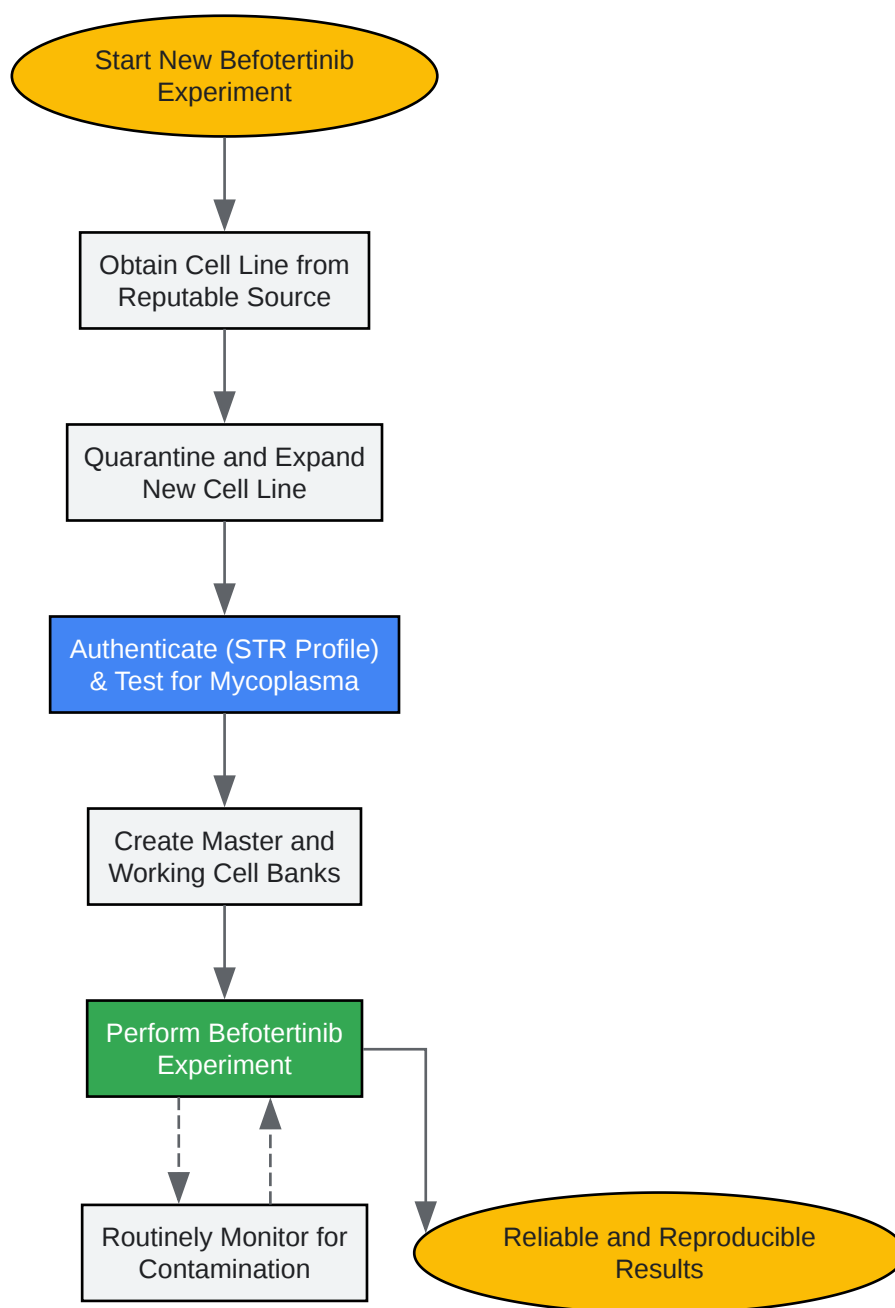 Start New Befotertinib
Experiment
Obtain Cell Line from
Reputable Source
Quarantine and Expand
New Cell Line
Authenticate (STR Profile)
& Test for Mycoplasma
Create Master and
Working Cell Banks
Perform Befotertinib
Experiment
Routinely Monitor for
Contamination
Reliable and Reproducible
Results